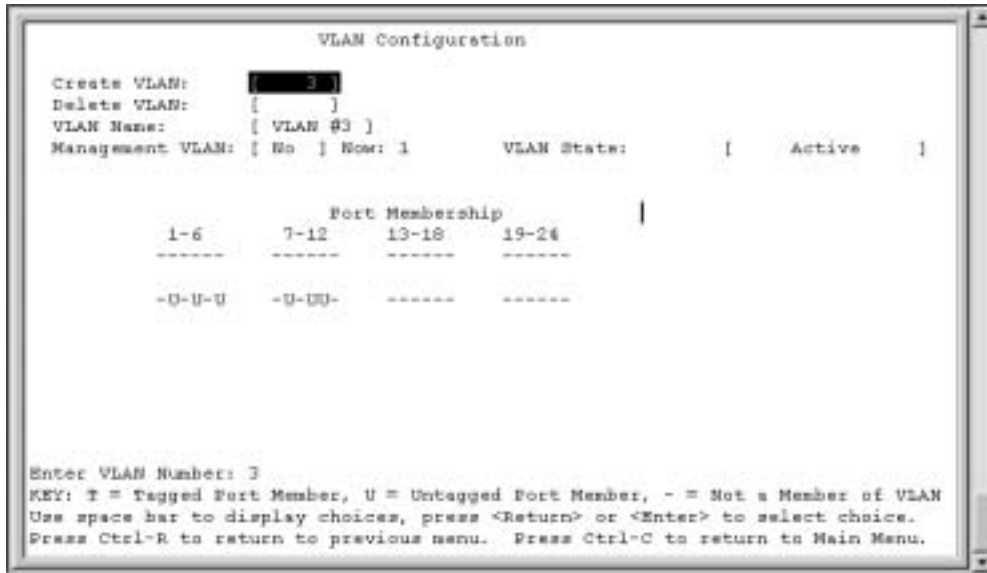 VLAN Configuration
Create VLAN: [ 3 ]
Delete VLAN: [ ]
VLAN Name: [ VLAN #3 ]
Management VLAN: [ No ] Now: 1 VLAN State: [ Active ]
Port Membership
1-6 7-12 13-18 19-24
------ ------ ------ ------
-U-U-U -U-UU- ------ ------
Enter VLAN Number: 3
KEY: T = Tagged Port Member, U = Untagged Port Member, - = Not a Member of VLAN
Use space bar to display choices, press <Return> or <Enter> to select choice.
Press Ctrl-R to return to previous menu. Press Ctrl-C to return to Main Menu.